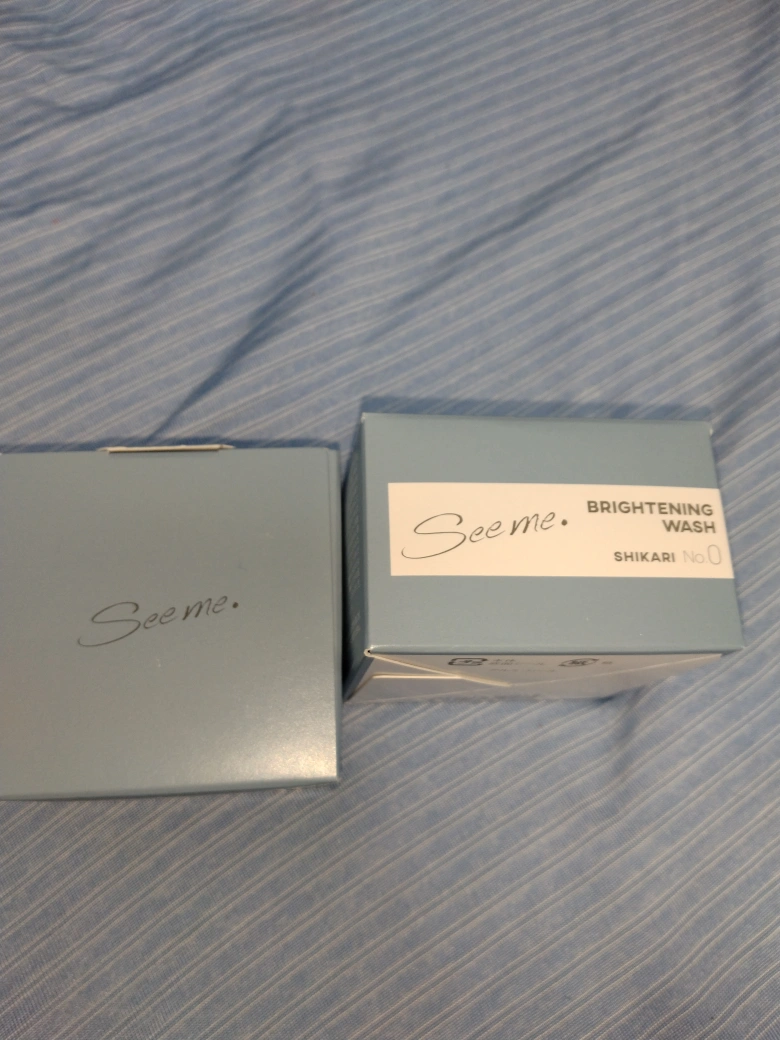 See me.
See me.
BRIGHTENING
WASH
SHIKARI No.0